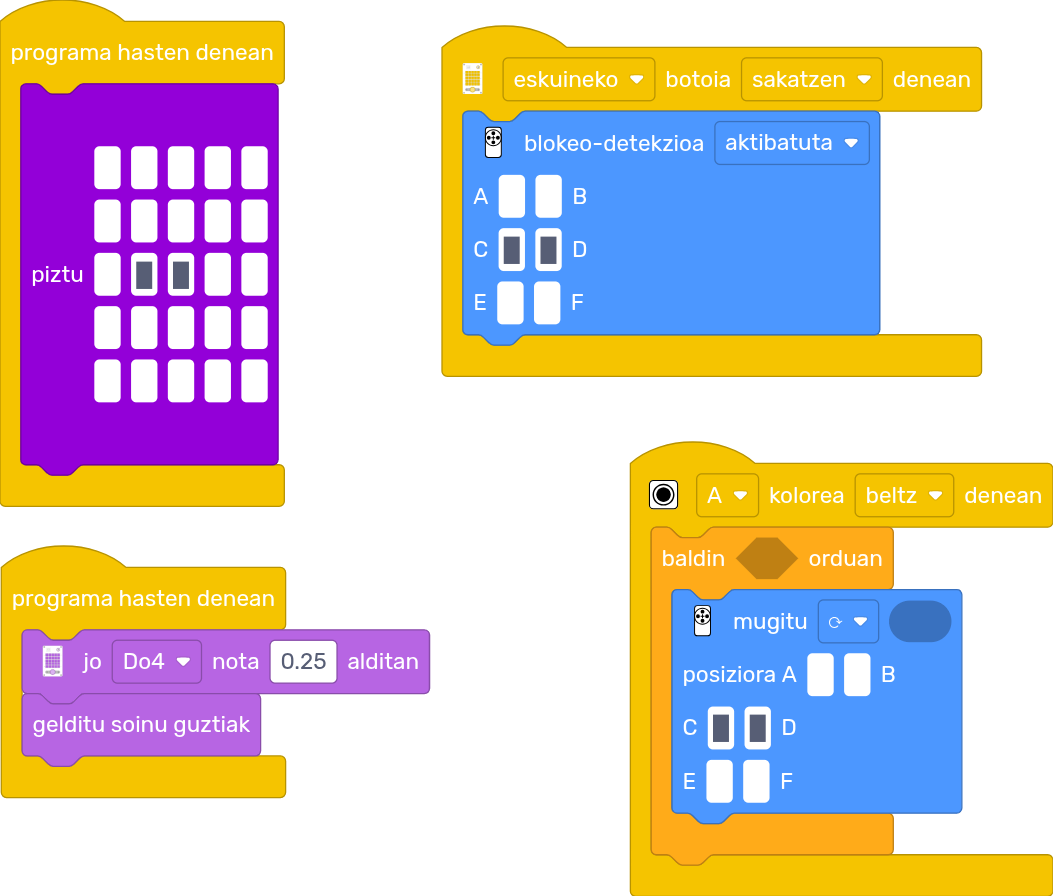 programa hasten denean
piztu
eskuineko botoia sakatzen denean
blokeo-detekzioa aktibatuta
A B
C D
E F
programa hasten denean
jo Do4 nota 0.25 alditan
gelditu soinu guztiak
A kolorea beltz denean
baldin orduan
mugitu ⟳
posiziora A B
C D
E F